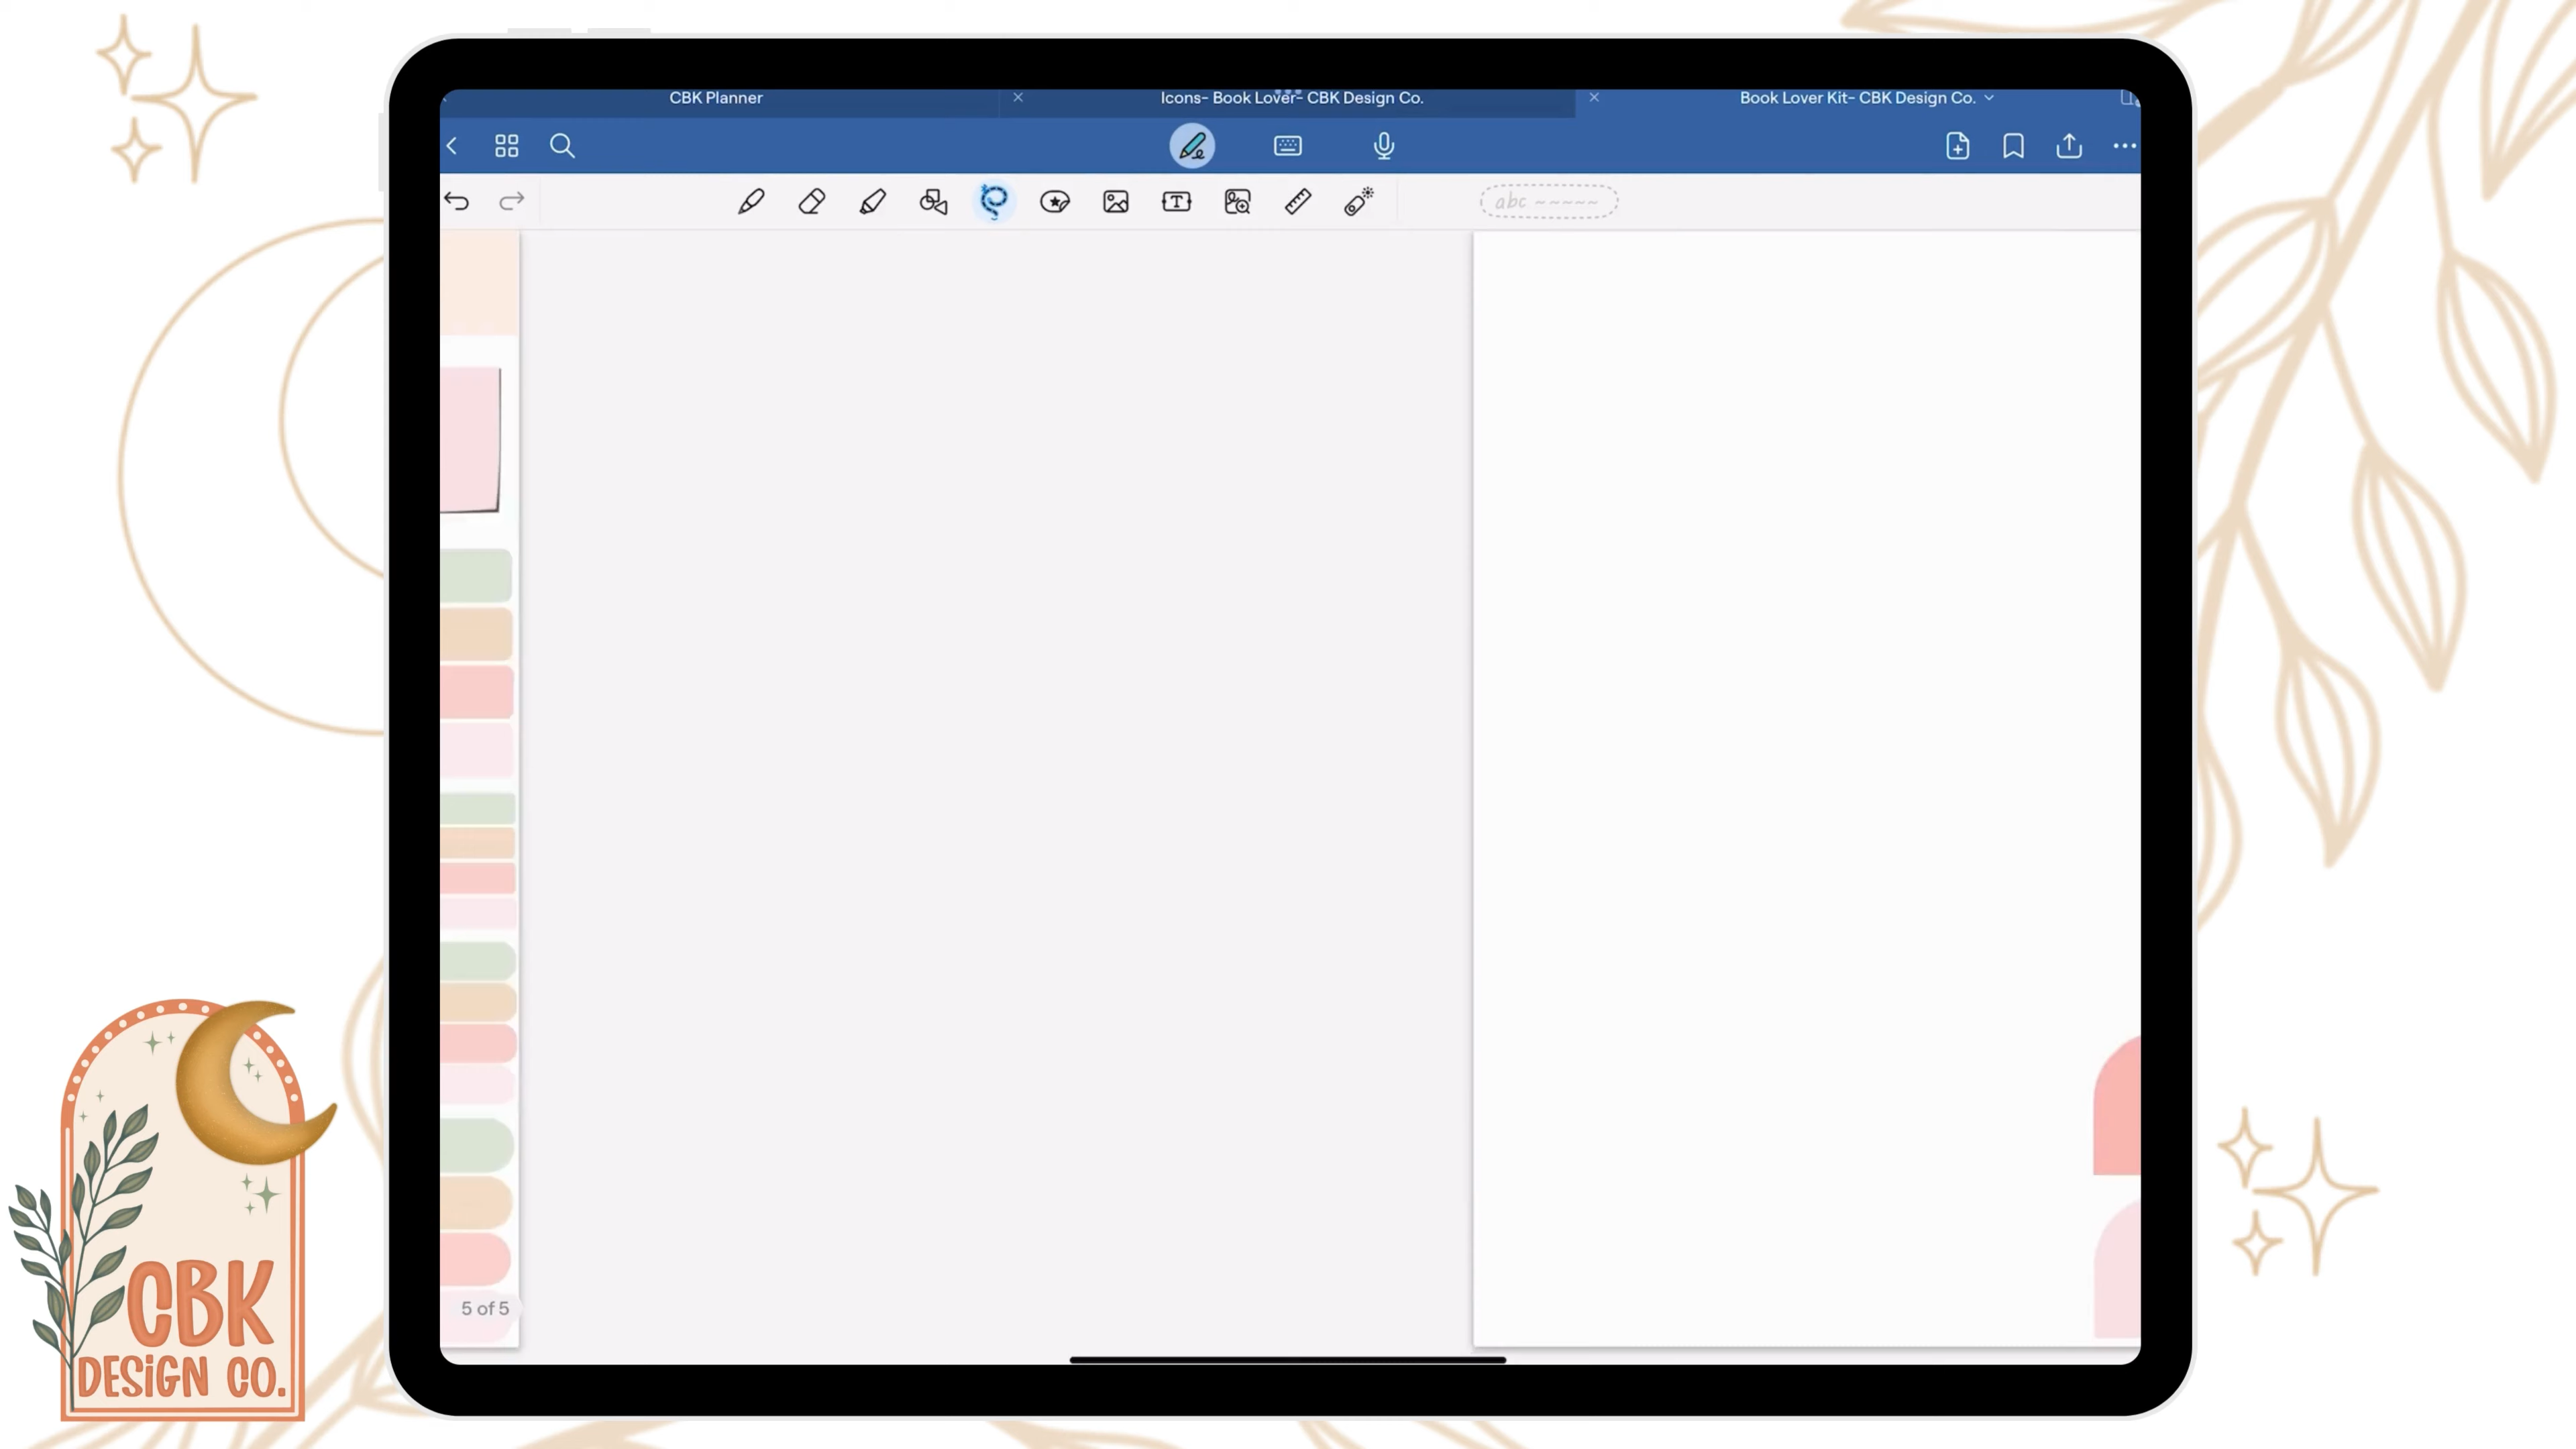 CBK Planner
Icons- Book Lover- CBK Design Co.
Book Lover Kit- CBK Design Co.
abc
5 of 5
CBK
DESIGN CO.